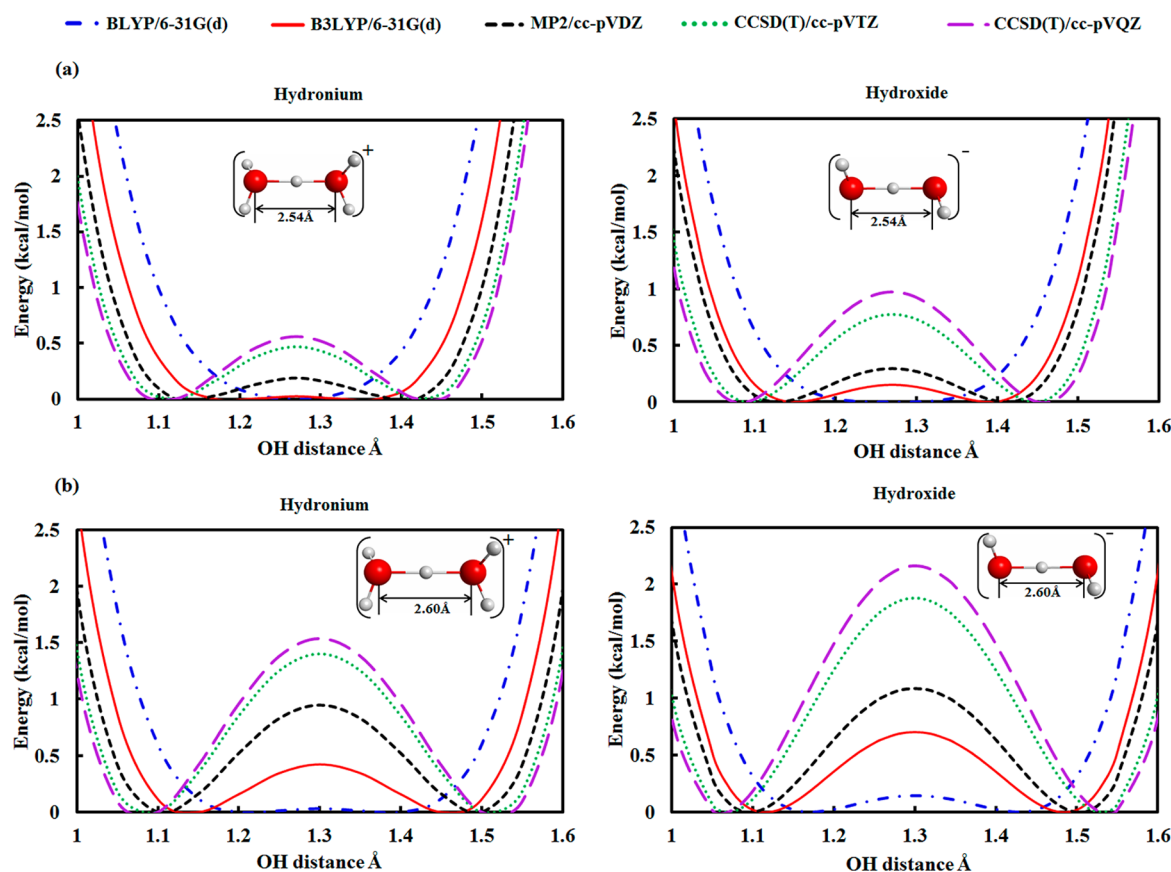 BLYP/6-31G(d) B3LYP/6-31G(d) MP2/cc-pVDZ CCSD(T)/cc-pVTZ CCSD(T)/cc-pVQZ
(a)
Hydronium
Energy (kcal/mol)
2.5
2
1.5
1
0.5
0
+
2.54Å
1 1.1 1.2 1.3 1.4 1.5 1.6
OH distance Å
Hydroxide
Energy (kcal/mol)
2.5
2
1.5
1
0.5
0
-
2.54Å
1 1.1 1.2 1.3 1.4 1.5 1.6
OH distance Å
(b)
Hydronium
Energy (kcal/mol)
2.5
2
1.5
1
0.5
0
+
2.60Å
1 1.1 1.2 1.3 1.4 1.5 1.6
OH distance Å
Hydroxide
Energy (kcal/mol)
2.5
2
1.5
1
0.5
0
-
2.60Å
1 1.1 1.2 1.3 1.4 1.5 1.6
OH distance Å